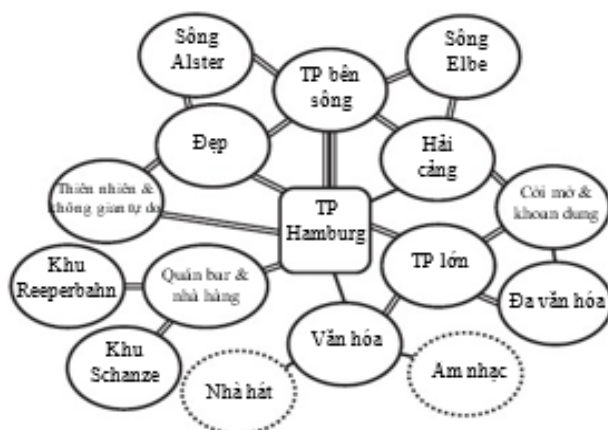 Sông
Alster
TP bên
sông
Sông
Elbe
Đẹp
Hải
cảng
Thiên nhiên &
không gian tự do
TP
Hamburg
Cởi mở &
khoan dung
Khu
Reeperbahn
Quán bar &
nhà hàng
TP lớn
Đa văn hóa
Khu
Schanze
Văn hóa
Nhà hát
Am nhạc